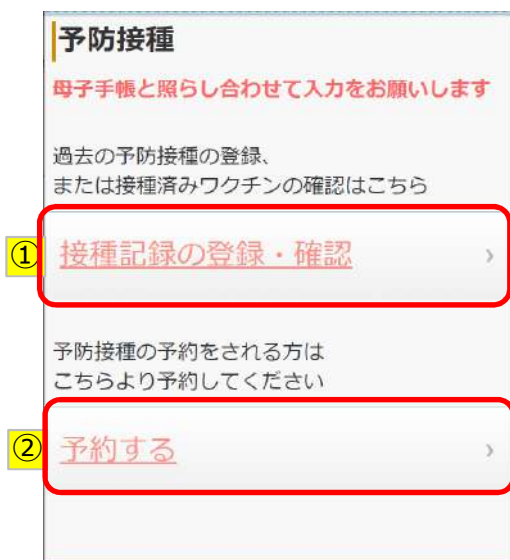 予防接種
母子手帳と照らし合わせて入力をお願いします
過去の予防接種の登録、
または接種済みワクチンの確認はこちら
① 接種記録の登録・確認 ›
予防接種の予約をされる方は
こちらより予約してください
② 予約する ›